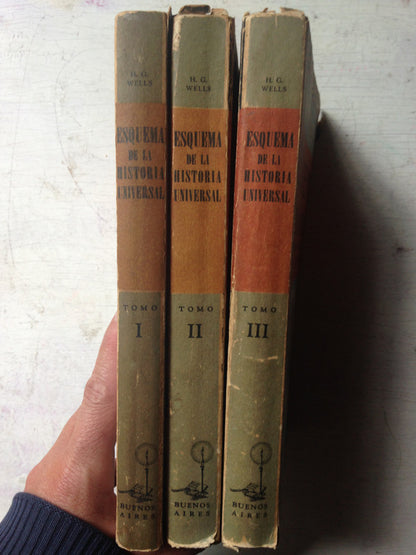 H. G.
WELLS
ESQUEMA
DE LA
HISTORIA
UNIVERSAL
TOMO
I
BUENOS
AIRES
H. G.
WELLS
ESQUEMA
DE LA
HISTORIA
UNIVERSAL
TOMO
II
BUENOS
AIRES
H. G.
WELLS
ESQUEMA
DE LA
HISTORIA
UNIVERSAL
TOMO
III
BUENOS
AIRES